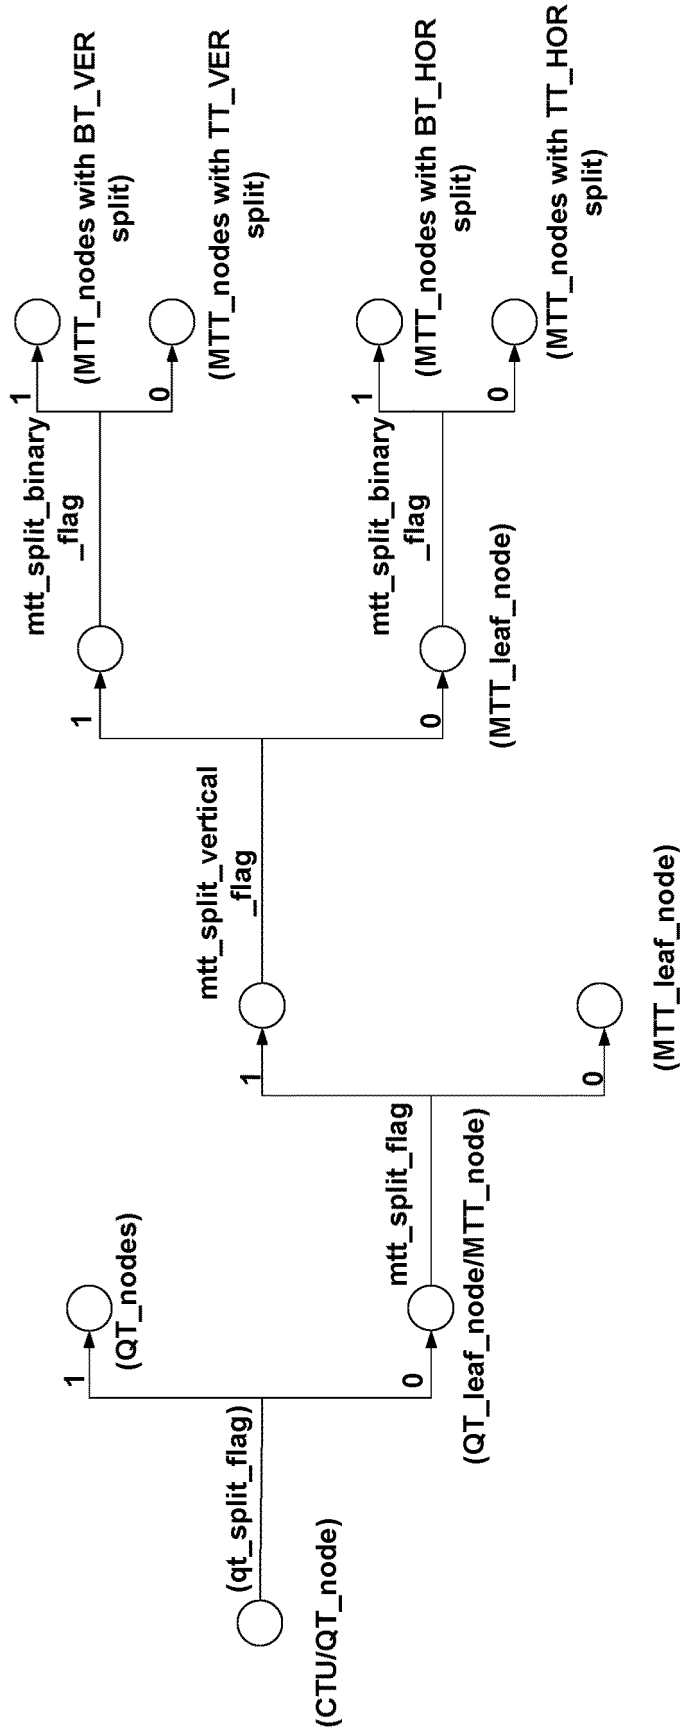 (CTU/QT_node)
(qt_split_flag)
1
(QT_nodes)
0
(QT_leaf_node/MTT_node)
mtt_split_flag
1
0
(MTT_leaf_node)
mtt_split_vertical
_flag
1
0
(MTT_leaf_node)
mtt_split_binary
_flag
1
(MTT_nodes with BT_VER
split)
0
(MTT_nodes with TT_VER
split)
mtt_split_binary
_flag
1
(MTT_nodes with BT_HOR
split)
0
(MTT_nodes with TT_HOR
split)